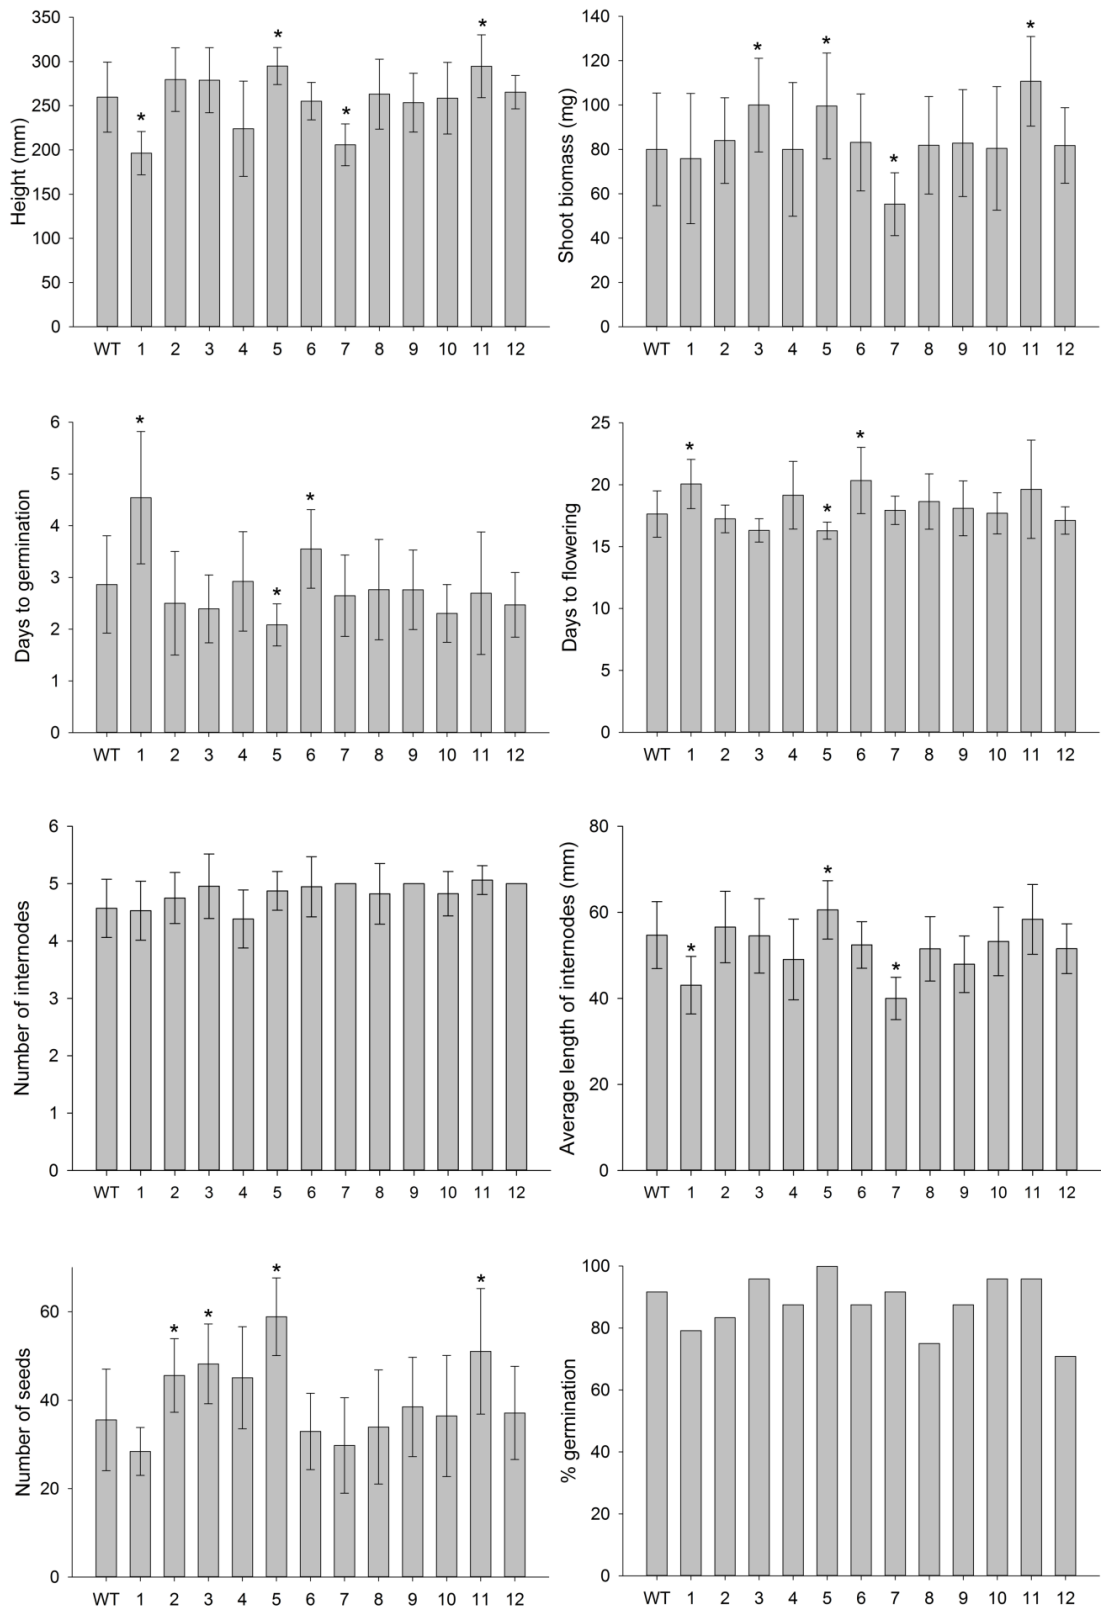 350
300
250
200
150
100
50
0
Height (mm)
* * * *
WT 1 2 3 4 5 6 7 8 9 10 11 12
140
120
100
80
60
40
20
0
Shoot biomass (mg)
* * * *
WT 1 2 3 4 5 6 7 8 9 10 11 12
6
5
4
3
2
1
0
Days to germination
* * *
WT 1 2 3 4 5 6 7 8 9 10 11 12
25
20
15
10
5
0
Days to flowering
* * *
WT 1 2 3 4 5 6 7 8 9 10 11 12
6
5
4
3
2
1
0
Number of internodes
WT 1 2 3 4 5 6 7 8 9 10 11 12
80
60
40
20
0
Average length of internodes (mm)
* * *
WT 1 2 3 4 5 6 7 8 9 10 11 12
60
40
20
0
Number of seeds
* * * *
WT 1 2 3 4 5 6 7 8 9 10 11 12
100
80
60
40
20
0
% germination
WT 1 2 3 4 5 6 7 8 9 10 11 12